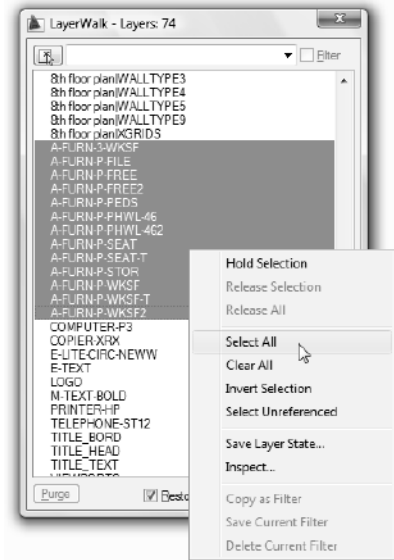 LayerWalk - Layers: 74
Filter
8th floor plan|WALLTYPE3
8th floor plan|WALLTYPE4
8th floor plan|WALLTYPE5
8th floor plan|WALLTYPE9
8th floor plan|XGRIDS
A-FURN-3-WKSF
A-FURN-P-FILE
A-FURN-P-FREE
A-FURN-P-FREE2
A-FURN-P-PEDS
A-FURN-P-PHWL-46
A-FURN-P-PHWL-462
A-FURN-P-SEAT
A-FURN-P-SEAT-T
A-FURN-P-STOR
A-FURN-P-WKSF
A-FURN-P-WKSF-T
A-FURN-P-WKSF2
COMPUTER-P3
COPIER-XRX
E-LITE-CIRC-NEWW
E-TEXT
LOGO
M-TEXT-BOLD
PRINTER-HP
TELEPHONE-ST12
TITLE_BORD
TITLE_HEAD
TITLE_TEXT
Purge
Resto
Hold Selection
Release Selection
Release All
Select All
Clear All
Invert Selection
Select Unreferenced
Save Layer State...
Inspect...
Copy as Filter
Save Current Filter
Delete Current Filter